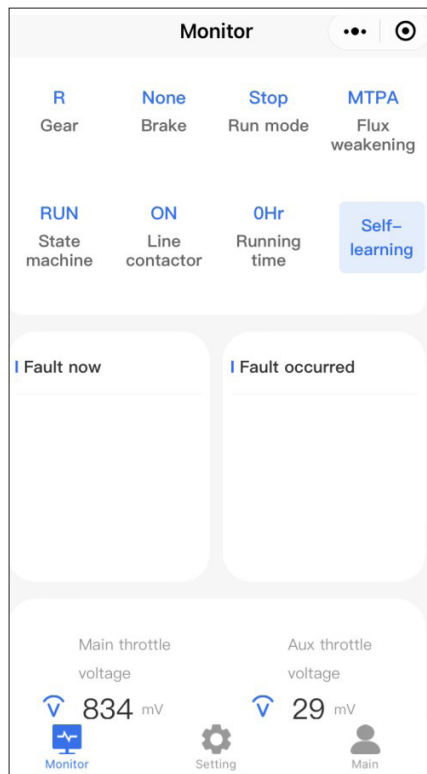 Monitor
R None Stop MTPA
Gear Brake Run mode Flux
weakening
RUN ON 0Hr Self-
learning
State
machine Line
contactor Running
time
Fault now Fault occurred
Main throttle
voltage Aux throttle
voltage
834 mV 29 mV
Monitor Setting Main